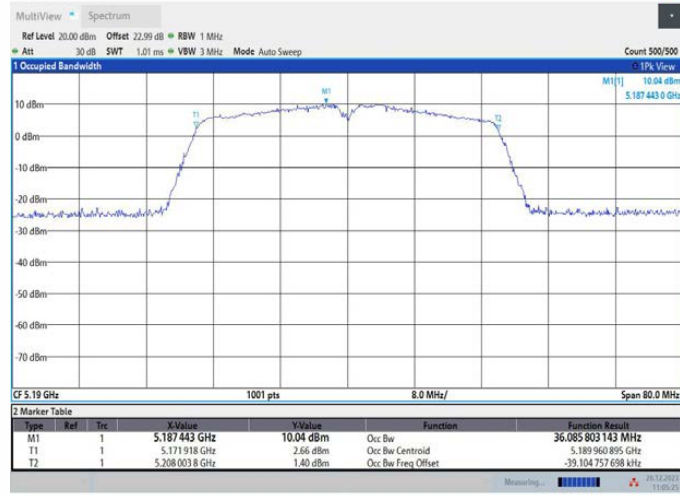 MultiView Spectrum
Ref Level 20.00 dBm Offset 22.99 dB RBW 1 MHz
Att 30 dB SWT 1.01 ms VBW 3 MHz Mode Auto Sweep Count 500/500
1 Occupied Bandwidth 1Pk View
M1[1] 10.04 dBm
5.187 443 0 GHz
M1
10 dBm
T1
T2
0 dBm
-10 dBm
-20 dBm
-30 dBm
-40 dBm
-50 dBm
-60 dBm
-70 dBm
CF 5.19 GHz 1001 pts 8.0 MHz/ Span 80.0 MHz
2 Marker Table
Type Ref Trc X-Value Y-Value Function Function Result
M1 1 5.187 443 GHz 10.04 dBm Occ Bw 36.085 803 143 MHz
T1 1 5.171 918 GHz 2.66 dBm Occ Bw Centroid 5.189 960 895 GHz
T2 1 5.208 003 8 GHz 1.40 dBm Occ Bw Freq Offset -39.104 757 698 kHz
Measuring... 20.12.2023
11:05:25